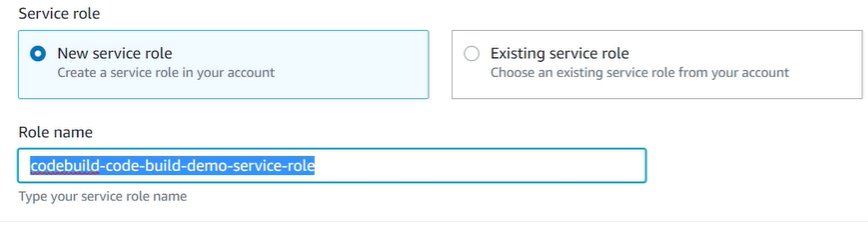 Service role
New service role
Create a service role in your account
Existing service role
Choose an existing service role from your account
Role name
codebuild-code-build-demo-service-role
Type your service role name